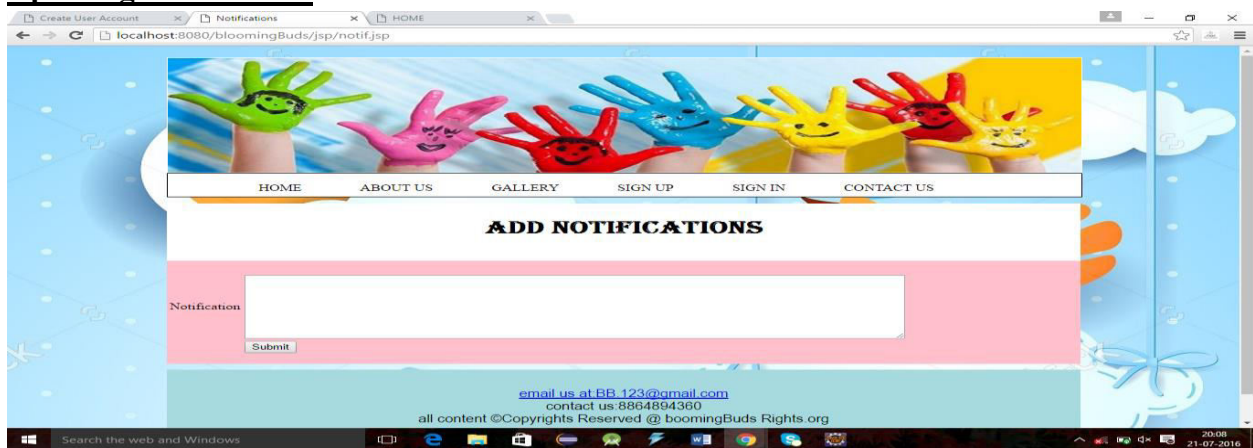 Create User Account
Notifications
HOME
localhost:8080/bloomingBuds/jsp/notif.jsp
HOME ABOUT US GALLERY SIGN UP SIGN IN CONTACT US
ADD NOTIFICATIONS
Notification
Submit
email us at:BB.123@gmail.com
contact us:8864894360
all content ©Copyrights Reserved @ boomingBuds Rights.org
Search the web and Windows
20:08
21-07-2016